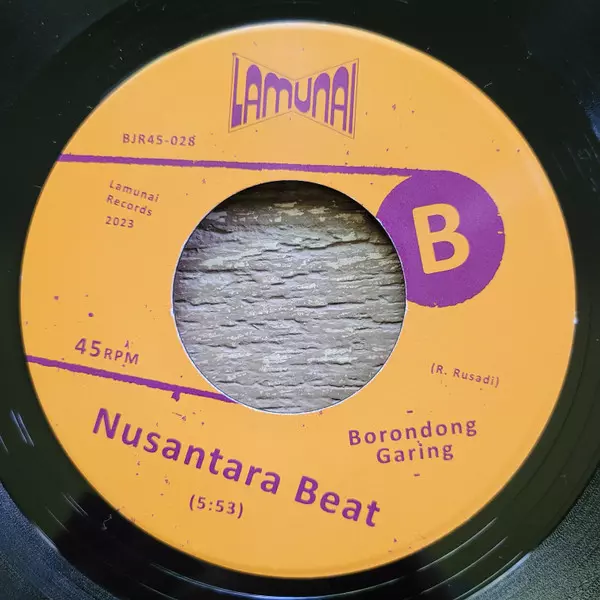 LAMUNAI
BJR45-028
Lamunai
Records
2023
B
45RPM
(R. Rusadi)
Nusantara Beat
(5:53)
Borondong
Garing